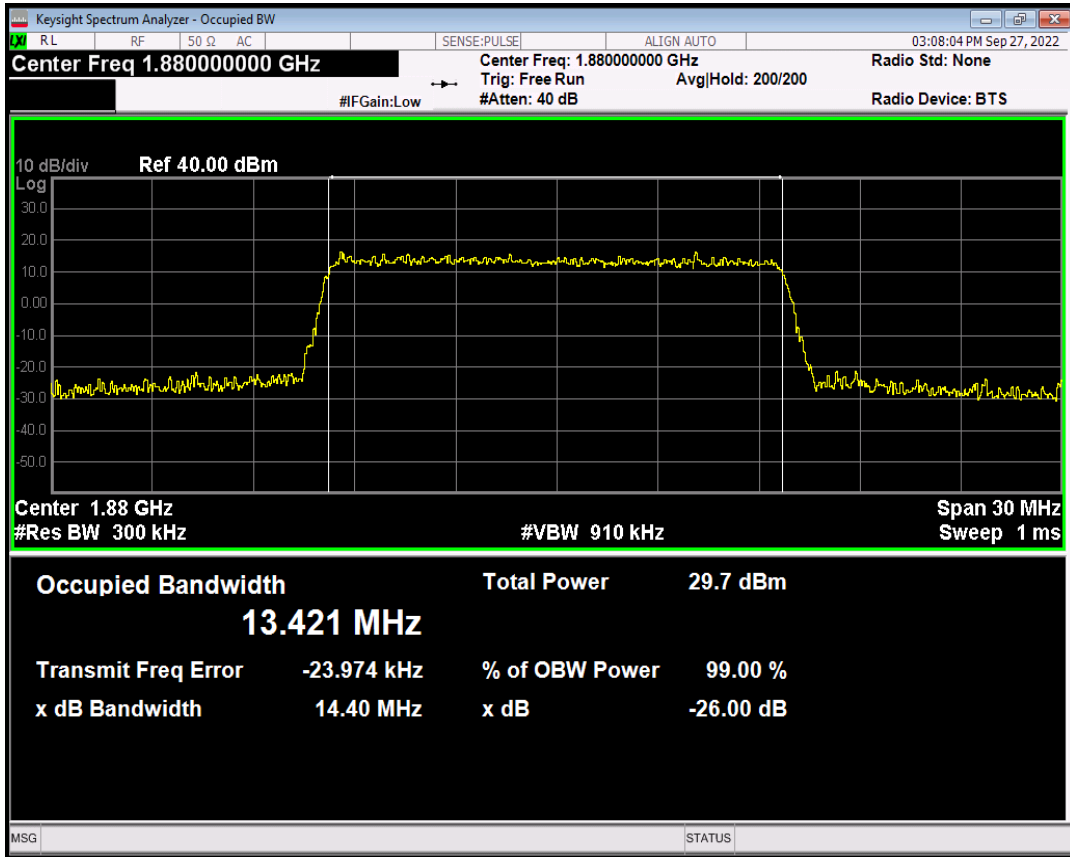 Keysight Spectrum Analyzer - Occupied BW
LXI RL RF 50 Ω AC SENSE:PULSE ALIGN AUTO 03:08:04 PM Sep 27, 2022
Center Freq 1.880000000 GHz Center Freq: 1.880000000 GHz Radio Std: None
Trig: Free Run Avg|Hold: 200/200
#IFGain:Low #Atten: 40 dB Radio Device: BTS
10 dB/div Ref 40.00 dBm
Log
30.0
20.0
10.0
0.00
-10.0
-20.0
-30.0
-40.0
-50.0
Center 1.88 GHz Span 30 MHz
#Res BW 300 kHz #VBW 910 kHz Sweep 1 ms
Occupied Bandwidth Total Power 29.7 dBm
13.421 MHz
Transmit Freq Error -23.974 kHz % of OBW Power 99.00 %
x dB Bandwidth 14.40 MHz x dB -26.00 dB
MSG STATUS